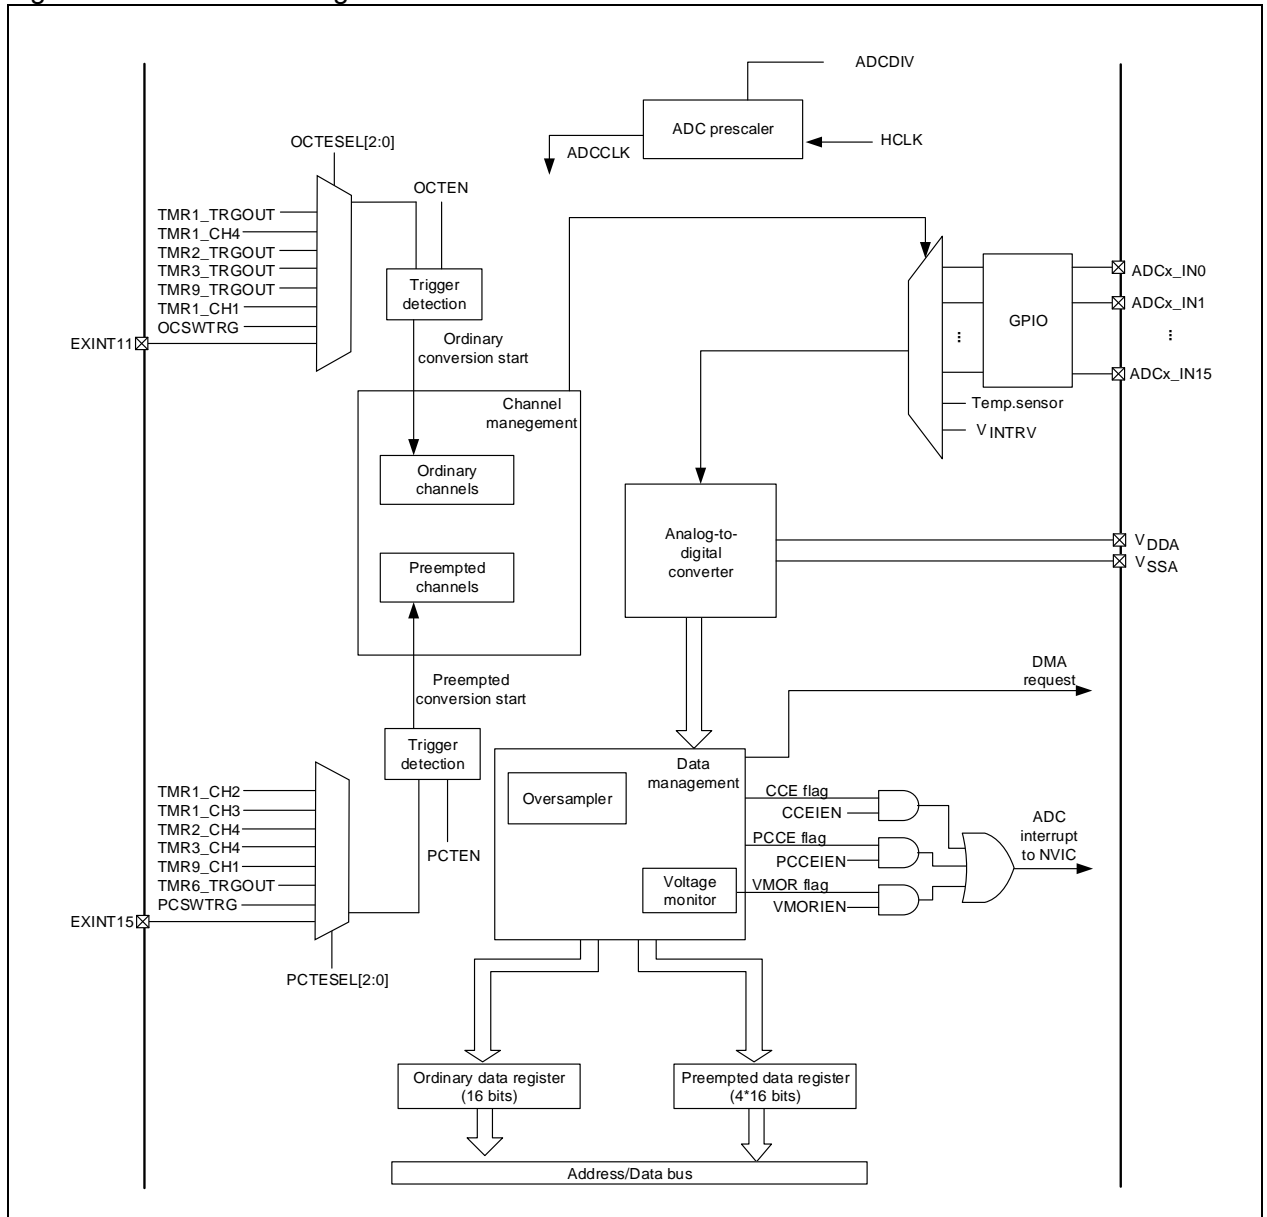 ADCDIV
ADC prescaler
HCLK
ADCCLK
OCTESEL[2:0]
OCTEN
TMR1_TRGOUT
TMR1_CH4
TMR2_TRGOUT
TMR3_TRGOUT
TMR9_TRGOUT
TMR1_CH1
OCSWTRG
EXINT11
Trigger
detection
Ordinary
conversion start
GPIO
ADCx_IN0
ADCx_IN1
...
...
ADCx_IN15
Temp.sensor
VINTRV
Channel
manegement
Ordinary
channels
Preempted
channels
Analog-to-
digital
converter
VDDA
VSSA
Preempted
conversion start
DMA
request
Trigger
detection
PCTEN
TMR1_CH2
TMR1_CH3
TMR2_CH4
TMR3_CH4
TMR9_CH1
TMR6_TRGOUT
PCSWTRG
EXINT15
PCTESEL[2:0]
Data
management
Oversampler
Voltage
monitor
CCE flag
CCEIEN
PCCE flag
PCCEIEN
VMOR flag
VMORIEN
ADC
interrupt
to NVIC
Ordinary data register
(16 bits)
Preempted data register
(4*16 bits)
Address/Data bus